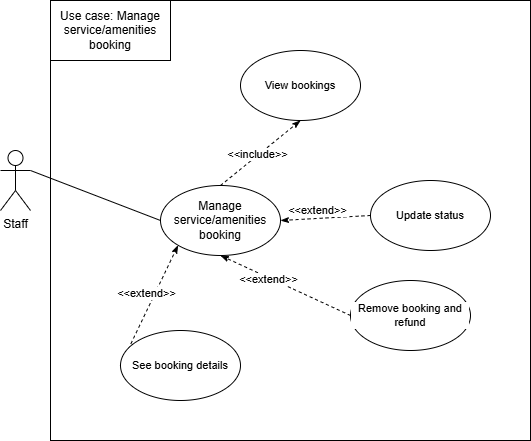 Use case: Manage
service/amenities
booking
View bookings
<<include>>
Manage
service/amenities
booking
<<extend>>
Update status
Staff
<<extend>>
<<extend>>
Remove booking and
refund
See booking details